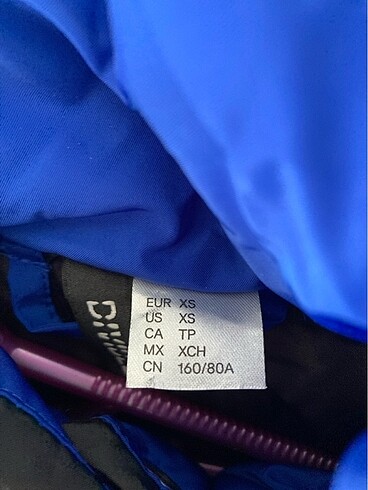 EUR XS
US XS
CA TP
MX XCH
CN 160/80A